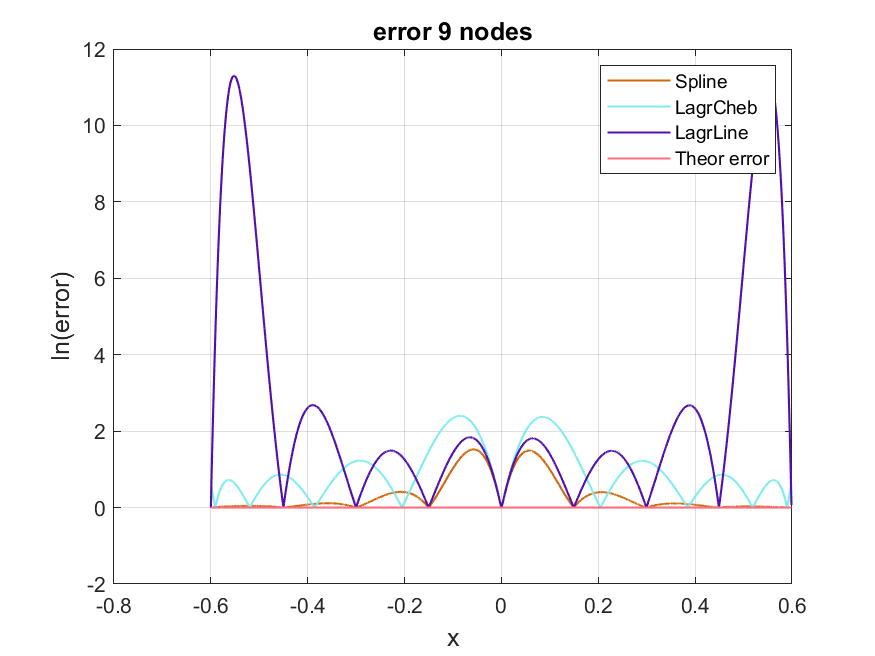 error 9 nodes
12
10
8
6
4
2
0
-2
ln(error)
Spline
LagrCheb
LagrLine
Theor error
-0.8
-0.6
-0.4
-0.2
0
0.2
0.4
0.6
x